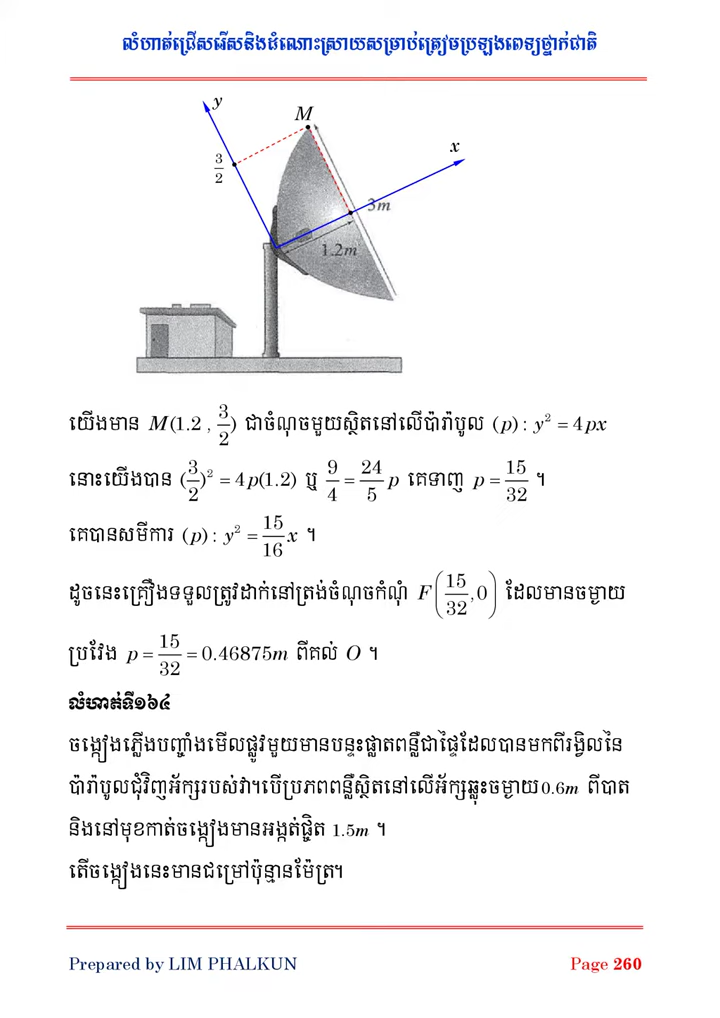 លំហាត់ជ្រើសរើសនិងដំណោះស្រាយសម្រាប់ត្រៀមប្រឡងពេទ្យថ្នាក់ជាតិ
y
M
x
3/2
3m
1.2m
យើងមាន M(1.2 , 3/2) ជាចំណុចមួយស្ថិតនៅលើប៉ារ៉ាបូល (p) : y² = 4px
នោះយើងបាន (3/2)² = 4p(1.2) ឬ 9/4 = 24/5 p គេទាញ p = 15/32 ។
គេបានសមីការ (p) : y² = 15/16 x ។
ដូចនេះគ្រឿងទទួលត្រូវដាក់នៅត្រង់ចំណុចកំណុំ F(15/32 ,0) ដែលមានចម្ងាយ
ប្រវែង p = 15/32 = 0.46875m ពីគល់ O ។
លំហាត់ទី១៦៤
ចង្កៀងភ្លើងបញ្ចាំងមើលផ្លូវមួយមានបន្ទះផ្លាតពន្លឺជាផ្ទៃដែលបានមកពីរង្វិលនៃ
ប៉ារ៉ាបូលជុំវិញអ័ក្សរបស់វា។បើប្រភពពន្លឺស្ថិតនៅលើអ័ក្សឆ្លុះចម្ងាយ0.6m ពីបាត
និងនៅមុខកាត់ចង្កៀងមានអង្កត់ផ្ចិត 1.5m ។
តើចង្កៀងនេះមានជម្រៅប៉ុន្មានម៉ែត្រ។
Prepared by LIM PHALKUN
Page 260